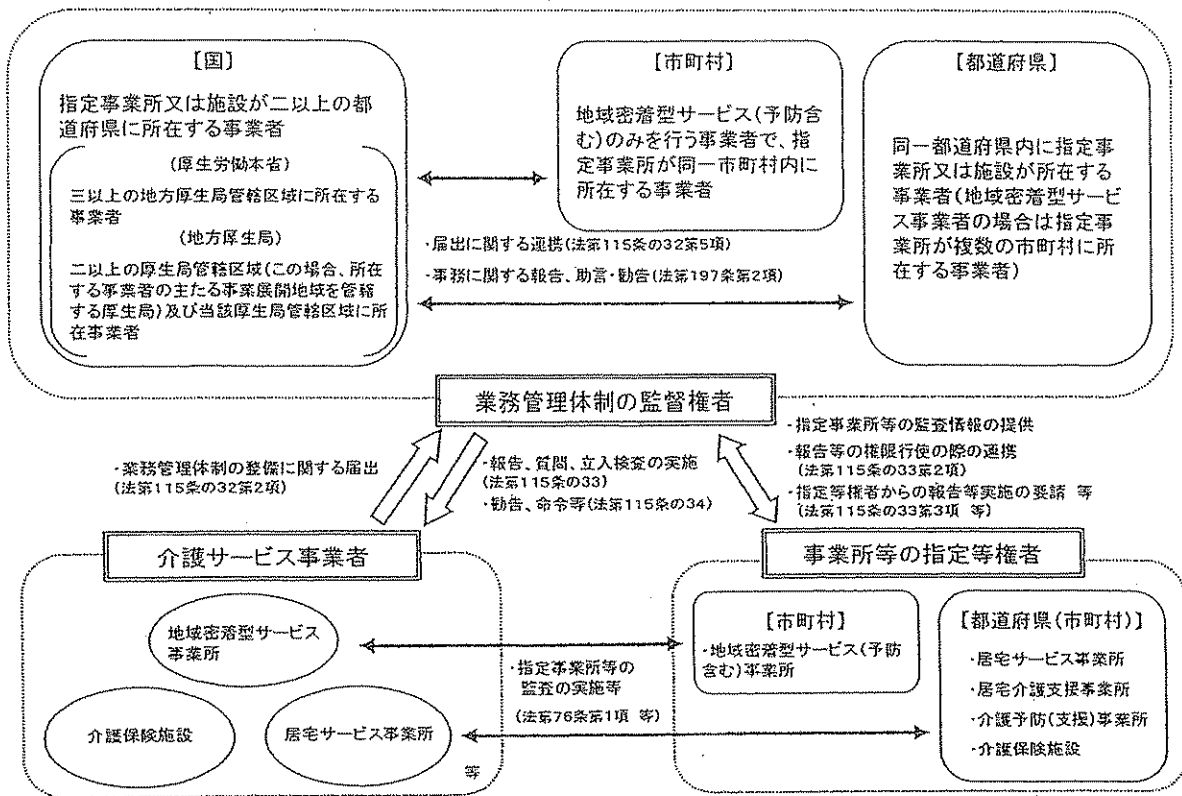 【国】
指定事業所又は施設が二以上の都
道府県に所在する事業者
(厚生労働本省)
三以上の地方厚生局管轄区域に所在する
事業者
(地方厚生局)
二以上の厚生局管轄区域(この場合、所在
する事業者の主たる事業展開地域を管轄
する厚生局)及び当該厚生局管轄区域に所
在事業者
【市町村】
地域密着型サービス(予防含
む)のみを行う事業者で、指
定事業所が同一市町村内に
所在する事業者
【都道府県】
同一都道府県内に指定事
業所又は施設が所在する
事業者(地域密着型サービ
ス事業者の場合は指定事
業所が複数の市町村に所
在する事業者)
・届出に関する連携(法第115条の32第5項)
・事務に関する報告、助言・勧告(法第197条第2項)
業務管理体制の監督権者
・業務管理体制の整備に関する届出
(法第115条の32第2項)
・報告、質問、立入検査の実施
(法第115条の33)
・勧告、命令等(法第115条の34)
・指定事業所等の監査情報の提供
・報告等の権限行使の際の連携
(法第115条の33第2項)
・指定等権者からの報告等実施の要請 等
(法第115条の33第3項 等)
介護サービス事業者
地域密着型サービス
事業所
介護保険施設
居宅サービス事業所
等
・指定事業所等の
監査の実施等
(法第76条第1項 等)
事業所等の指定等権者
【市町村】
・地域密着型サービス(予防
含む)事業所
【都道府県(市町村)】
・居宅サービス事業所
・居宅介護支援事業所
・介護予防(支援)事業所
・介護保険施設